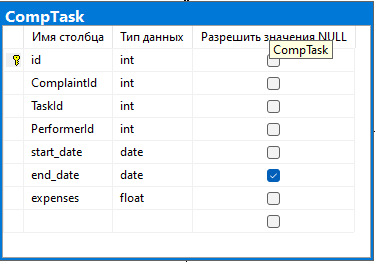 CompTask
Имя столбца Тип данных Разрешить значения NULL
CompTask
id int
ComplaintId int
TaskId int
PerformerId int
start_date date
end_date date
expenses float